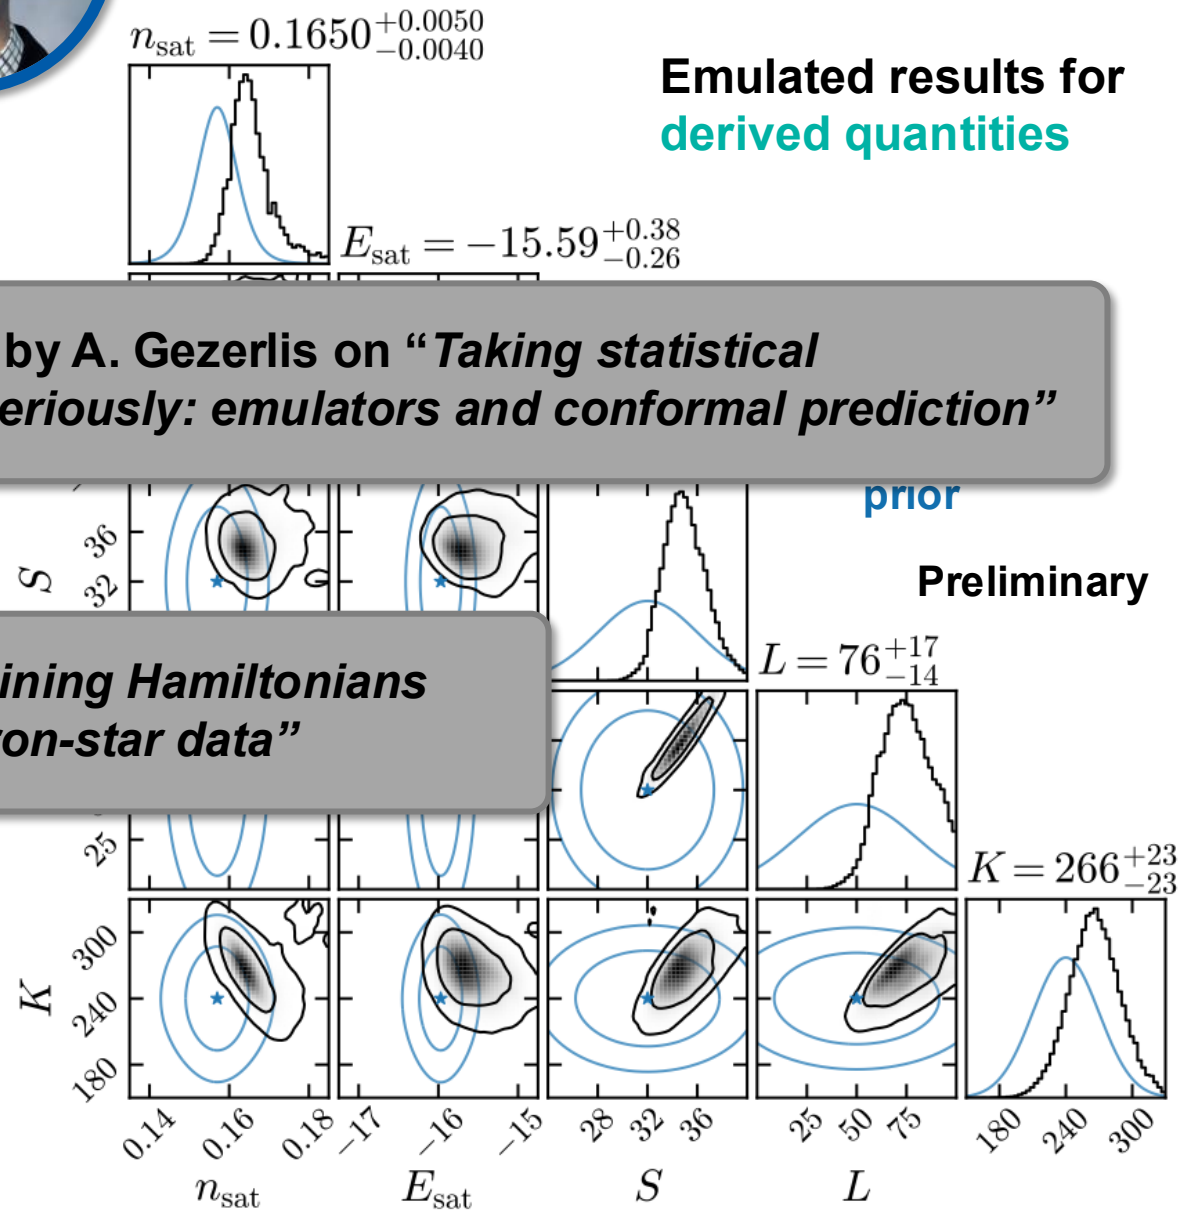 n_sat = 0.1650 +0.0050 −0.0040
Emulated results for
derived quantities
E_sat = −15.59 +0.38 −0.26
by A. Gezerlis on “Taking statistical
eriously: emulators and conformal prediction”
prior
S
36
32
Preliminary
L = 76 +17 −14
ining Hamiltonians
on-star data”
25
K = 266 +23 −23
K
300
240
180
0.14 0.16 0.18 −17 −16 −15 28 32 36 25 50 75 180 240 300
n_sat E_sat S L